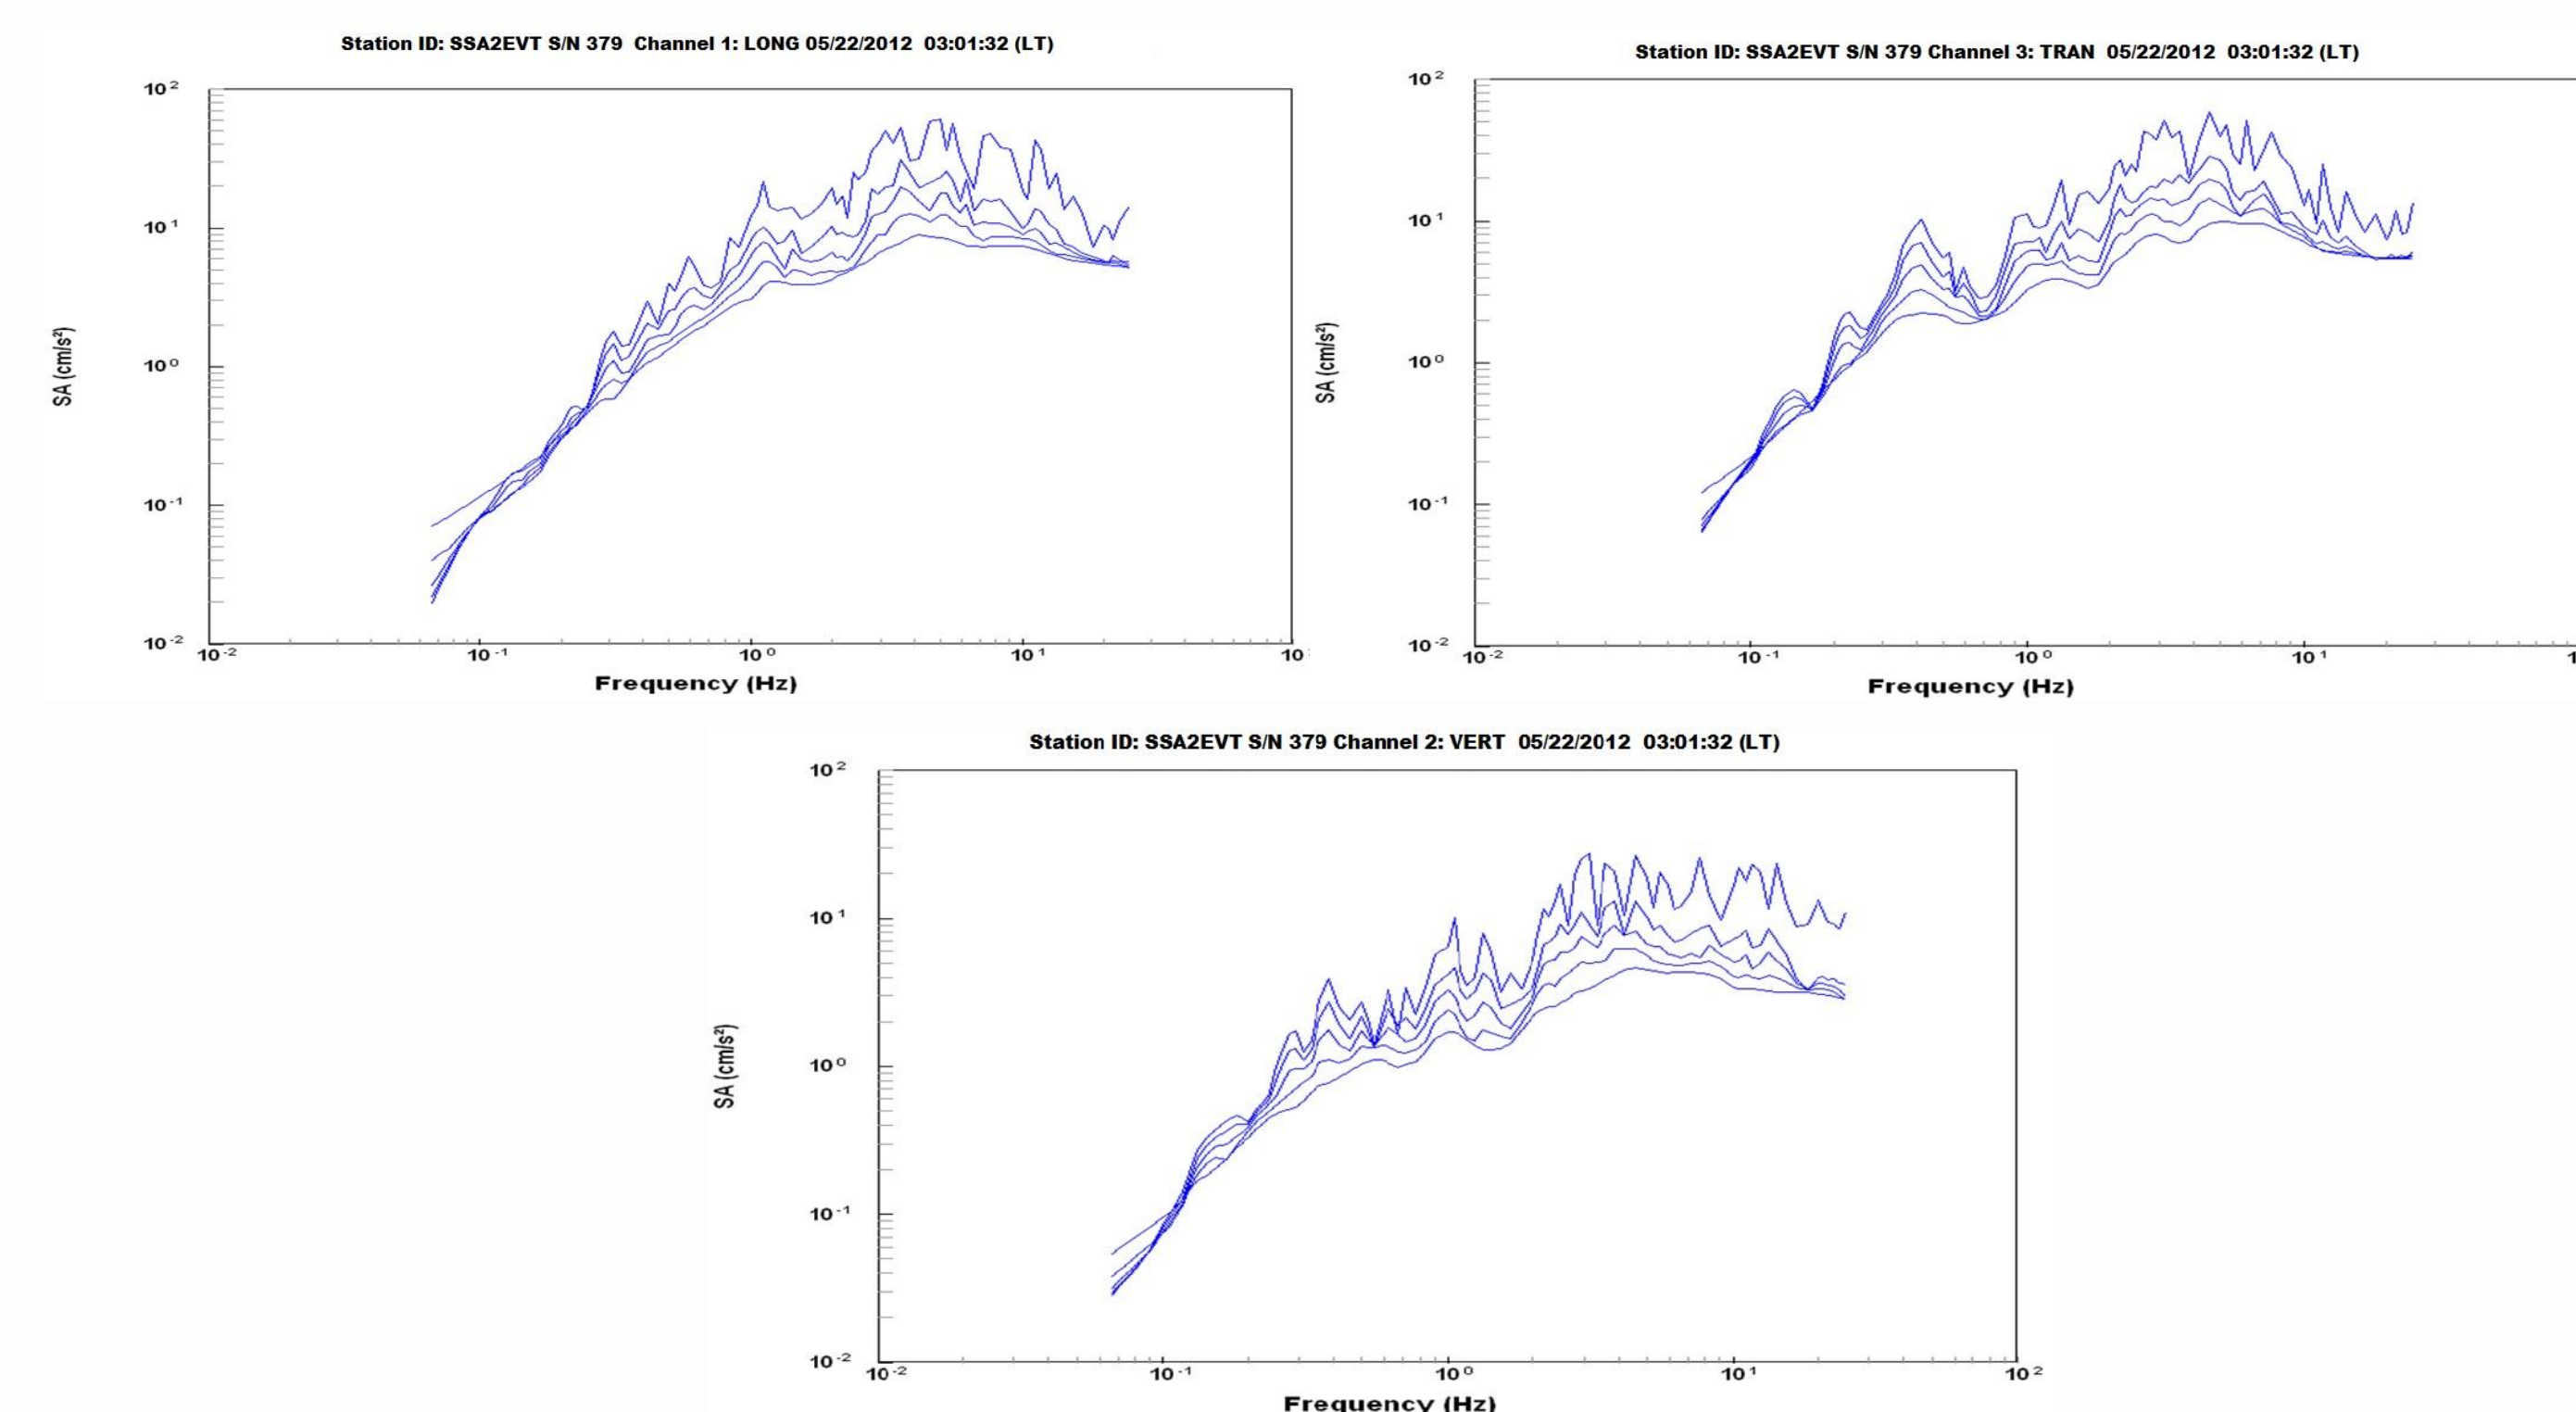 Station ID: SSA2EVT S/N 379 Channel 1: LONG 05/22/2012 03:01:32 (LT)
10²
10¹
10⁰
10⁻¹
10⁻²
SA (cm/s²)
10⁻² 10⁻¹ 10⁰ 10¹ 10
Frequency (Hz)
Station ID: SSA2EVT S/N 379 Channel 3: TRAN 05/22/2012 03:01:32 (LT)
10²
10¹
10⁰
10⁻¹
10⁻²
SA (cm/s²)
10⁻² 10⁻¹ 10⁰ 10¹
Frequency (Hz)
Station ID: SSA2EVT S/N 379 Channel 2: VERT 05/22/2012 03:01:32 (LT)
10²
10¹
10⁰
10⁻¹
10⁻²
SA (cm/s²)
10⁻² 10⁻¹ 10⁰ 10¹ 10²
Frequency (Hz)